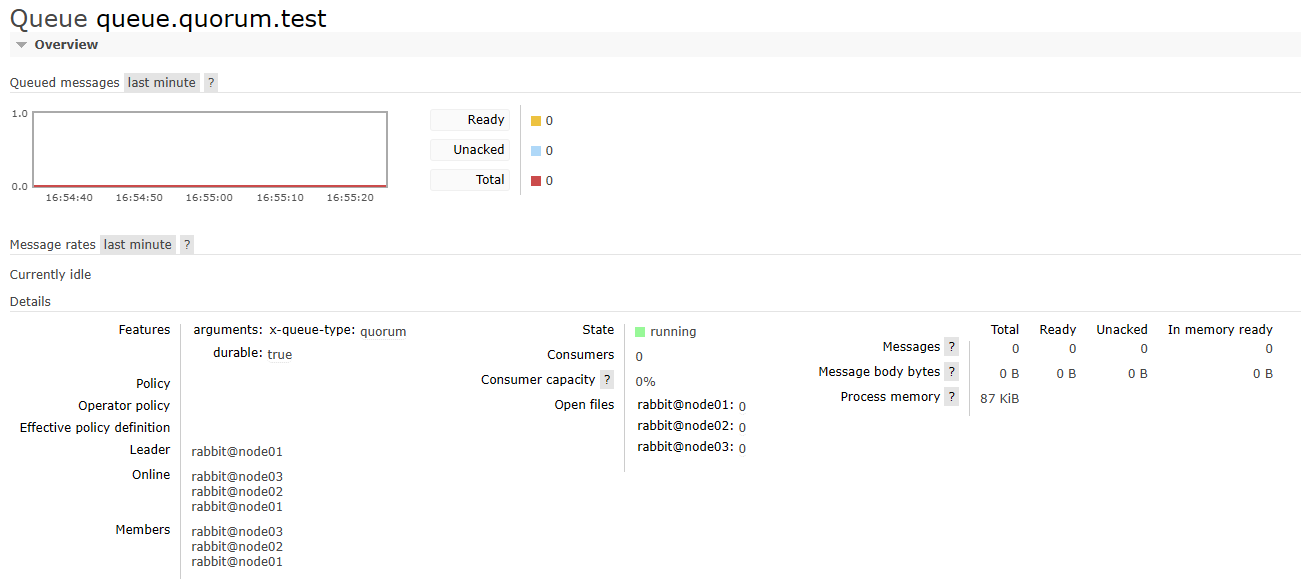 Queue queue.quorum.test
Overview
Queued messages last minute ?
1.0
0.0
16:54:40 16:54:50 16:55:00 16:55:10 16:55:20
Ready 0
Unacked 0
Total 0
Message rates last minute ?
Currently idle
Details
Features arguments: x-queue-type: quorum
durable: true
Policy
Operator policy
Effective policy definition
Leader rabbit@node01
Online rabbit@node03
rabbit@node02
rabbit@node01
Members rabbit@node03
rabbit@node02
rabbit@node01
State running
Consumers 0
Consumer capacity ? 0%
Open files rabbit@node01: 0
rabbit@node02: 0
rabbit@node03: 0
Total Ready Unacked In memory ready
Messages ? 0 0 0 0
Message body bytes ? 0 B 0 B 0 B 0 B
Process memory ? 87 KiB